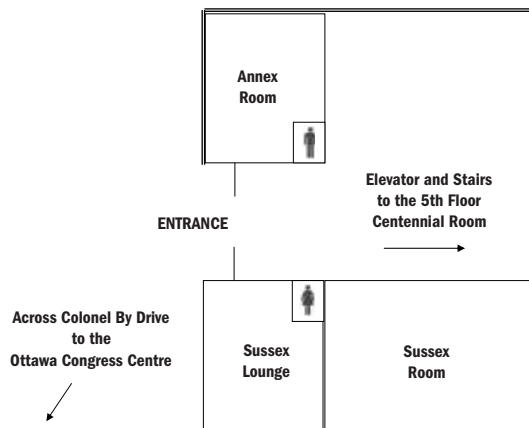 Annex
Room
Elevator and Stairs
to the 5th Floor
Centennial Room
ENTRANCE
Across Colonel By Drive
to the
Ottawa Congress Centre
Sussex
Lounge
Sussex
Room